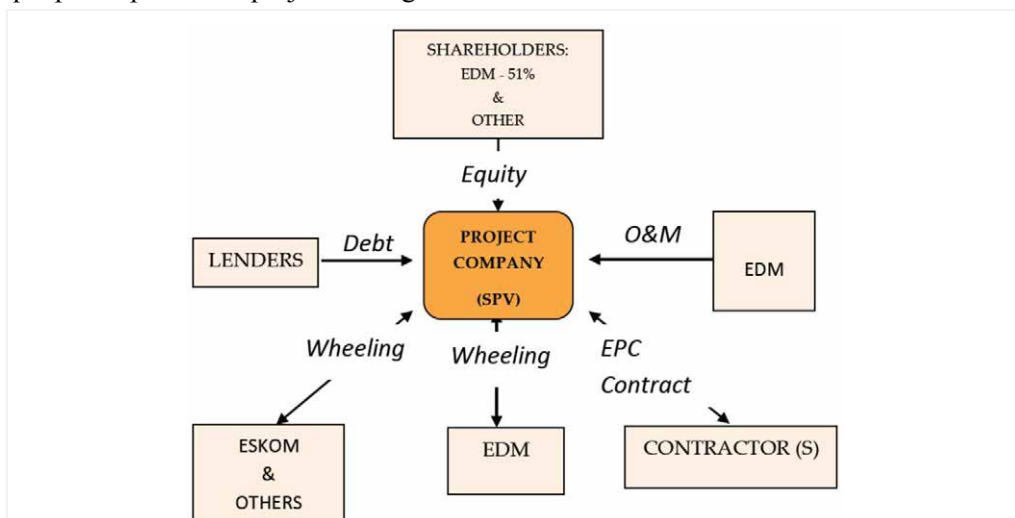 SHAREHOLDERS:
EDM - 51%
&
OTHER
Equity
PROJECT
COMPANY
(SPV)
LENDERS
Debt
O&M
EDM
Wheeling
Wheeling
EPC
Contract
ESKOM
&
OTHERS
EDM
CONTRACTOR (S)